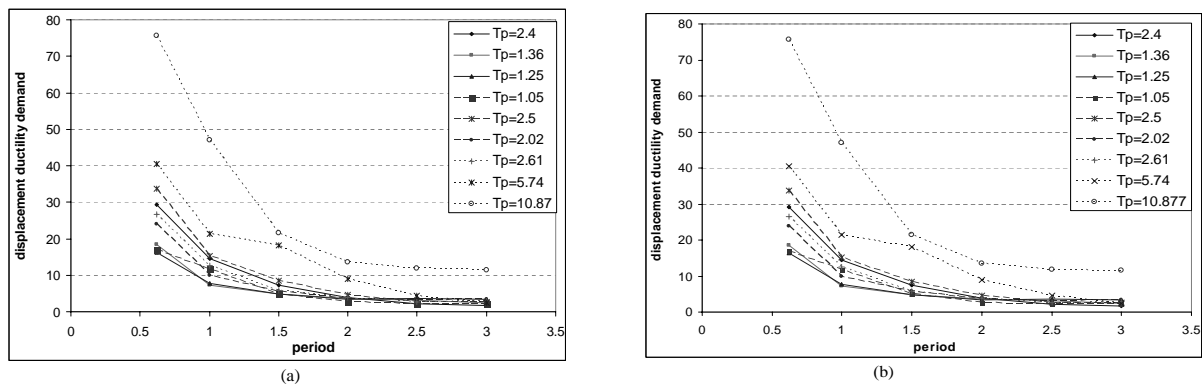 80
70
60
50
40
30
20
10
0
displacement ductility demand
0 0.5 1 1.5 2 2.5 3 3.5
period
Tp=2.4
Tp=1.36
Tp=1.25
Tp=1.05
Tp=2.5
Tp=2.02
Tp=2.61
Tp=5.74
Tp=10.87
(a)
80
70
60
50
40
30
20
10
0
displacement ductility demand
0 0.5 1 1.5 2 2.5 3 3.5
period
Tp=2.4
Tp=1.36
Tp=1.25
Tp=1.05
Tp=2.5
Tp=2.02
Tp=2.61
Tp=5.74
Tp=10.877
(b)